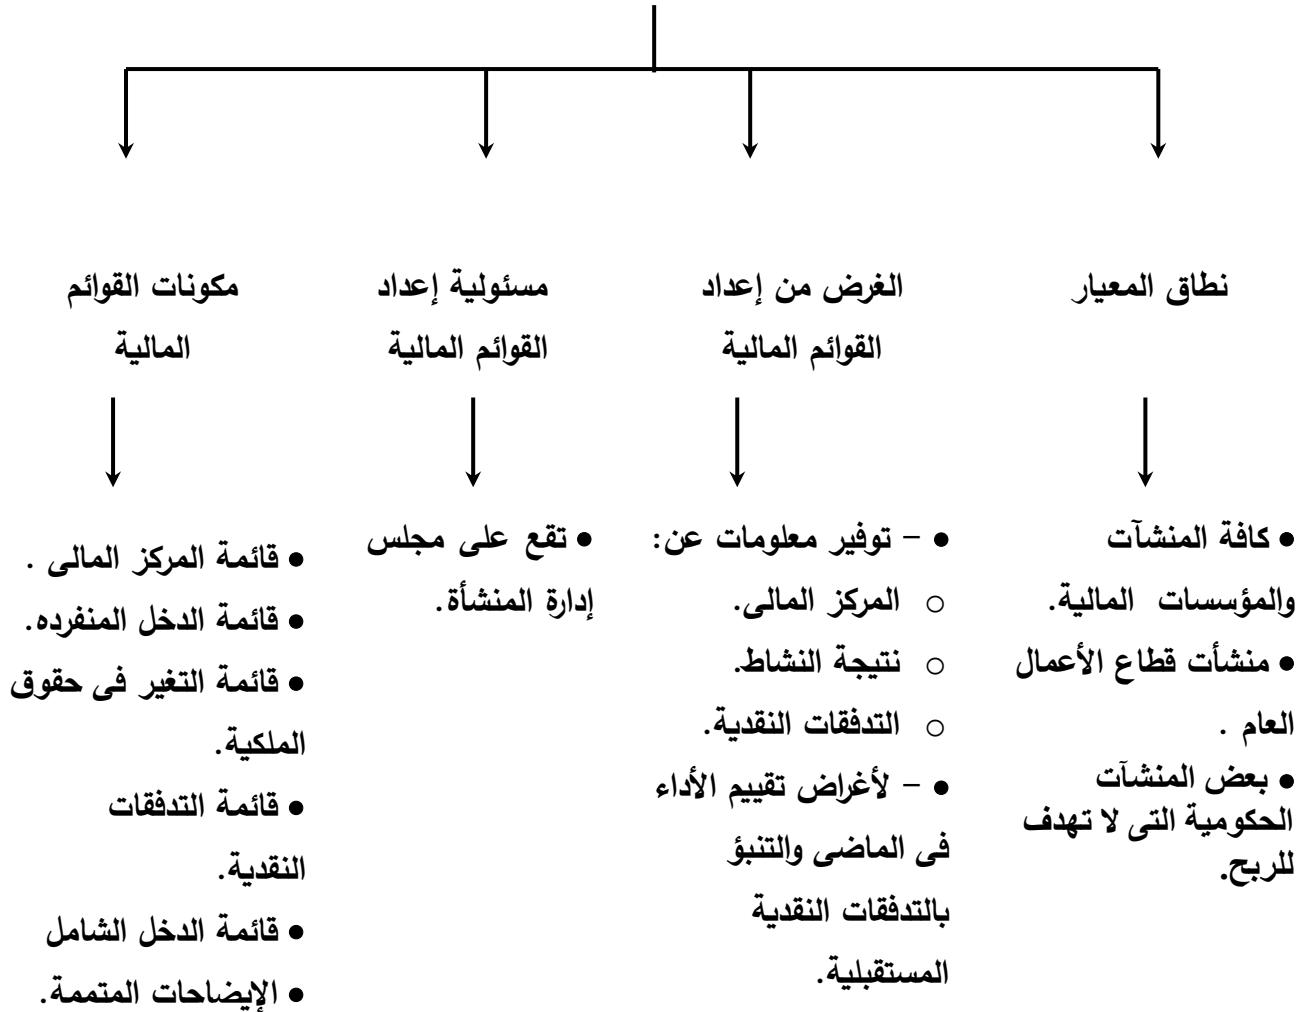 نطاق المعيار
الغرض من إعداد
القوائم المالية
مسئولية إعداد
القوائم المالية
مكونات القوائم
المالية
● كافة المنشآت
والمؤسسات المالية.
● منشأت قطاع الأعمال
العام .
● بعض المنشآت
الحكومية التى لا تهدف
للربح.
● – توفير معلومات عن:
○ المركز المالى.
○ نتيجة النشاط.
○ التدفقات النقدية.
● – لأغراض تقييم الأداء
فى الماضى والتنبؤ
بالتدفقات النقدية
المستقبلية.
● تقع على مجلس
إدارة المنشأة.
● قائمة المركز المالى .
● قائمة الدخل المنفرده.
● قائمة التغير فى حقوق
الملكية.
● قائمة التدفقات
النقدية.
● قائمة الدخل الشامل
● الإيضاحات المتممة.